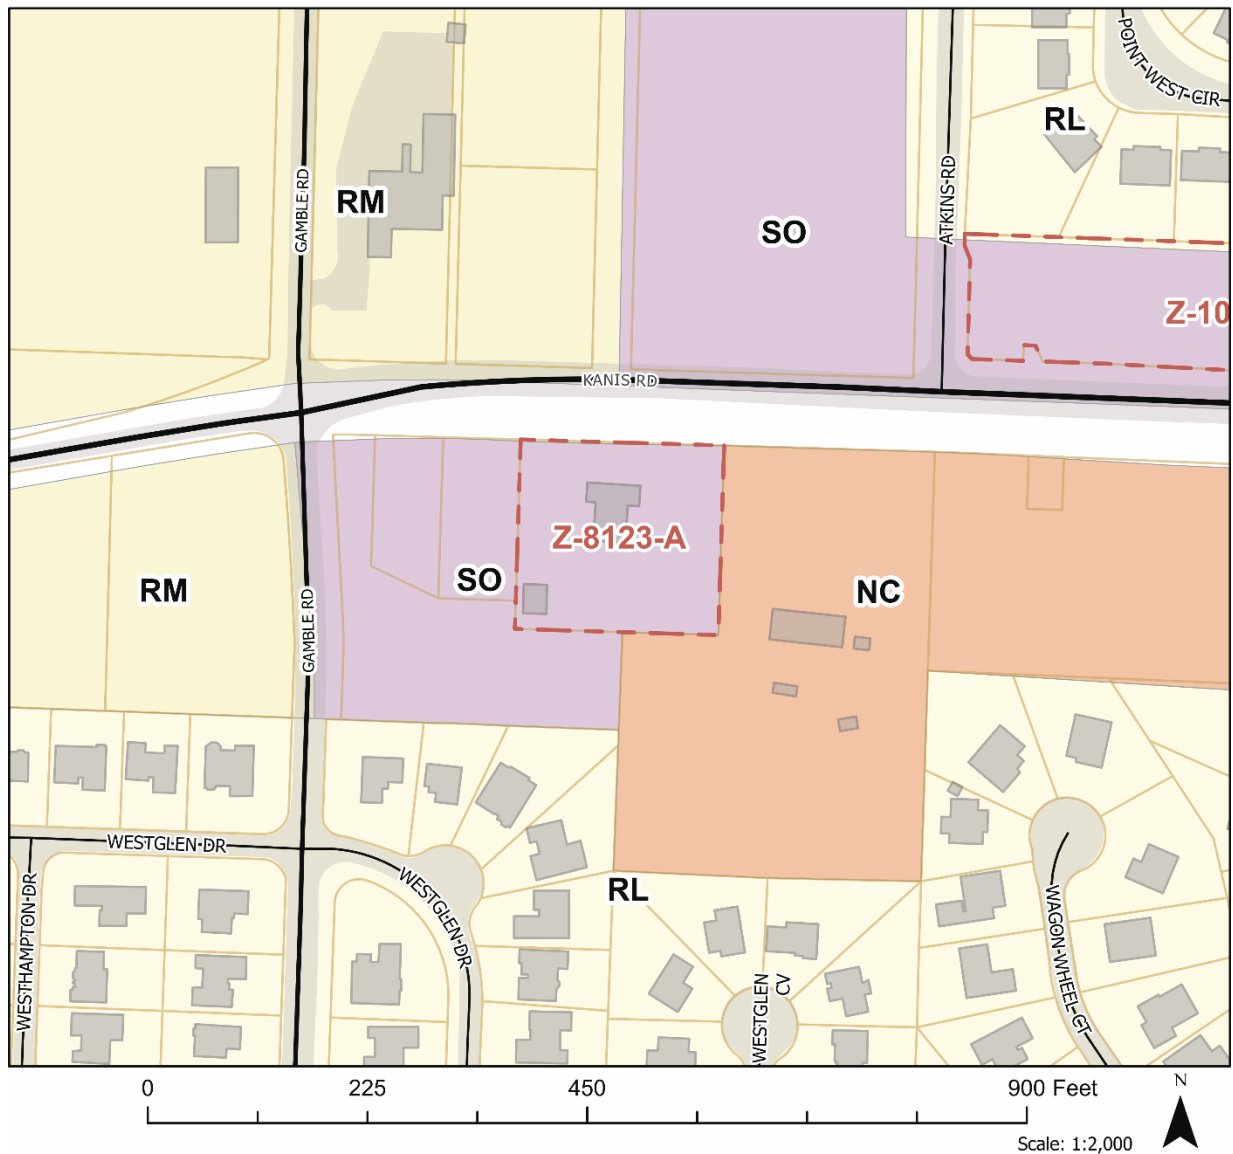 POINT-WEST-CIR
RL
GAMBLE RD
RM
ATKINS-RD
SO
Z-10
KANIS RD
Z-8123-A
SO
RM
NC
GAMBLE RD
WESTGLEN-DR
WESTGLEN-DR
RL
WESTHAMPTON-DR
WAGON-WHEEL-CT
WESTGLEN
CV
0 225 450 900 Feet
N
Scale: 1:2,000